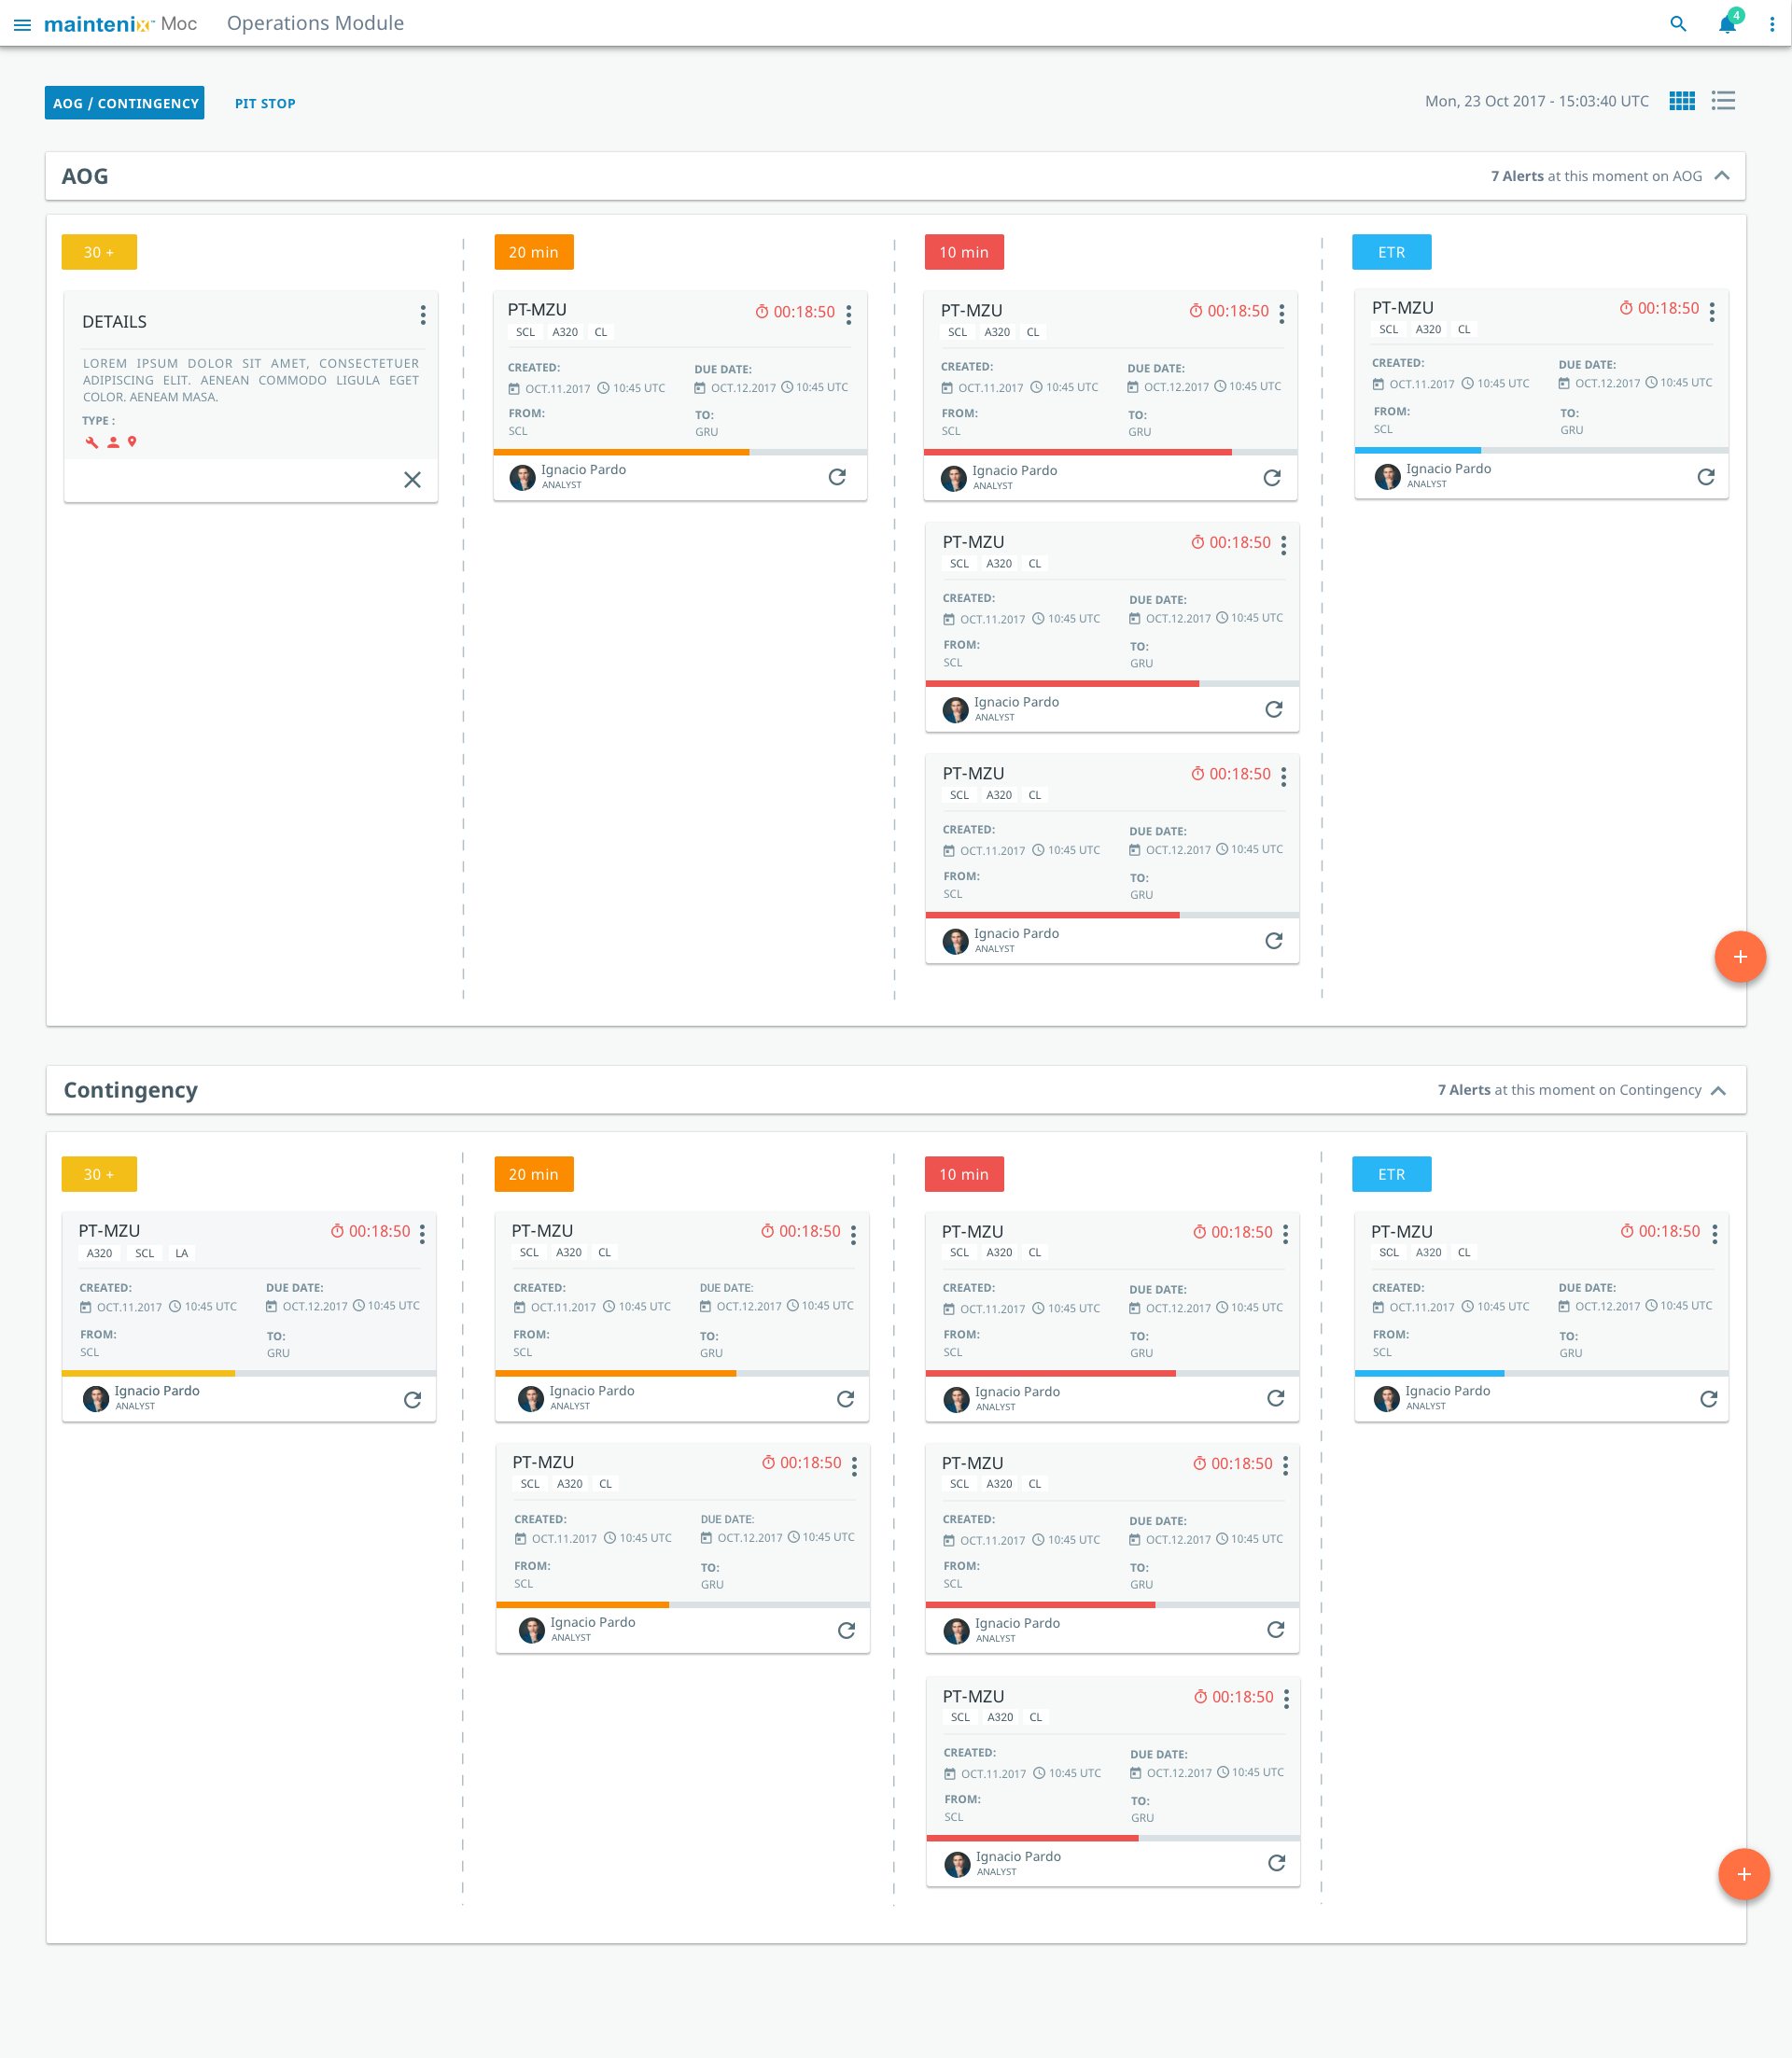 maintenix™ Moc
Operations Module
4
AOG / CONTINGENCY
PIT STOP
Mon, 23 Oct 2017 - 15:03:40 UTC
AOG
7 Alerts at this moment on AOG
30 +
DETAILS
LOREM IPSUM DOLOR SIT AMET, CONSECTETUER
ADIPISCING ELIT. AENEAN COMMODO LIGULA EGET
COLOR. AENEAM MASA.
TYPE :
20 min
PT-MZU
00:18:50
SCL A320 CL
CREATED:
DUE DATE:
OCT.11.2017 10:45 UTC
OCT.12.2017 10:45 UTC
FROM:
TO:
SCL
GRU
Ignacio Pardo
ANALYST
10 min
PT-MZU
00:18:50
SCL A320 CL
CREATED:
DUE DATE:
OCT.11.2017 10:45 UTC
OCT.12.2017 10:45 UTC
FROM:
TO:
SCL
GRU
Ignacio Pardo
ANALYST
PT-MZU
00:18:50
SCL A320 CL
CREATED:
DUE DATE:
OCT.11.2017 10:45 UTC
OCT.12.2017 10:45 UTC
FROM:
TO:
SCL
GRU
Ignacio Pardo
ANALYST
PT-MZU
00:18:50
SCL A320 CL
CREATED:
DUE DATE:
OCT.11.2017 10:45 UTC
OCT.12.2017 10:45 UTC
FROM:
TO:
SCL
GRU
Ignacio Pardo
ANALYST
ETR
PT-MZU
00:18:50
SCL A320 CL
CREATED:
DUE DATE:
OCT.11.2017 10:45 UTC
OCT.12.2017 10:45 UTC
FROM:
TO:
SCL
GRU
Ignacio Pardo
ANALYST
+
Contingency
7 Alerts at this moment on Contingency
30 +
PT-MZU
00:18:50
A320 SCL LA
CREATED:
DUE DATE:
OCT.11.2017 10:45 UTC
OCT.12.2017 10:45 UTC
FROM:
TO:
SCL
GRU
Ignacio Pardo
ANALYST
20 min
PT-MZU
00:18:50
SCL A320 CL
CREATED:
DUE DATE:
OCT.11.2017 10:45 UTC
OCT.12.2017 10:45 UTC
FROM:
TO:
SCL
GRU
Ignacio Pardo
ANALYST
PT-MZU
00:18:50
SCL A320 CL
CREATED:
DUE DATE:
OCT.11.2017 10:45 UTC
OCT.12.2017 10:45 UTC
FROM:
TO:
SCL
GRU
Ignacio Pardo
ANALYST
10 min
PT-MZU
00:18:50
SCL A320 CL
CREATED:
DUE DATE:
OCT.11.2017 10:45 UTC
OCT.12.2017 10:45 UTC
FROM:
TO:
SCL
GRU
Ignacio Pardo
ANALYST
PT-MZU
00:18:50
SCL A320 CL
CREATED:
DUE DATE:
OCT.11.2017 10:45 UTC
OCT.12.2017 10:45 UTC
FROM:
TO:
SCL
GRU
Ignacio Pardo
ANALYST
PT-MZU
00:18:50
SCL A320 CL
CREATED:
DUE DATE:
OCT.11.2017 10:45 UTC
OCT.12.2017 10:45 UTC
FROM:
TO:
SCL
GRU
Ignacio Pardo
ANALYST
ETR
PT-MZU
00:18:50
SCL A320 CL
CREATED:
DUE DATE:
OCT.11.2017 10:45 UTC
OCT.12.2017 10:45 UTC
FROM:
TO:
SCL
GRU
Ignacio Pardo
ANALYST
+